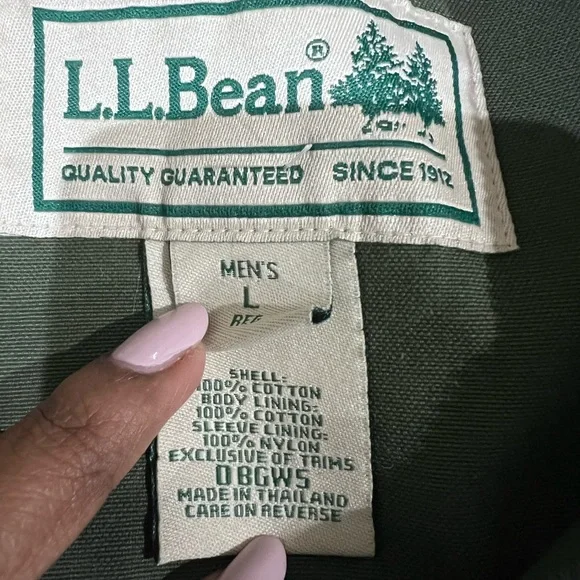 L.L.Bean®
QUALITY GUARANTEED SINCE 1912
MEN'S
L
SHELL:
100% COTTON
BODY LINING:
100% COTTON
SLEEVE LINING:
100% NYLON
EXCLUSIVE OF TRIMS
0BGW5
MADE IN THAILAND
CARE ON REVERSE